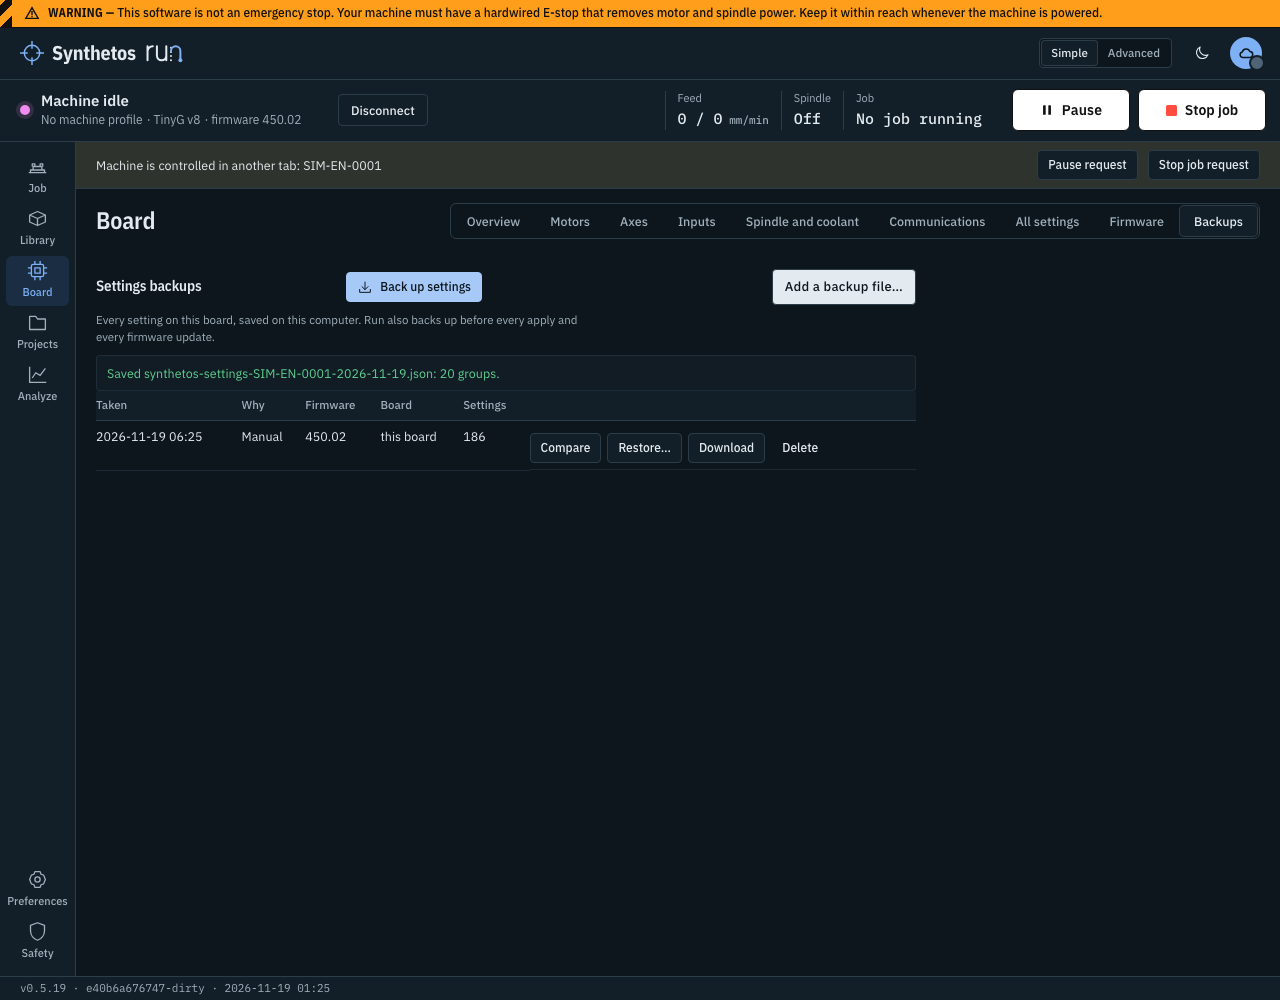 WARNING — This software is not an emergency stop. Your machine must have a hardwired E-stop that removes motor and spindle power. Keep it within reach whenever the machine is powered.
Synthetos run
Simple
Advanced
Machine idle
No machine profile · TinyG v8 · firmware 450.02
Disconnect
Feed
0 / 0 mm/min
Spindle
Off
Job
No job running
Pause
Stop job
Machine is controlled in another tab: SIM-EN-0001
Pause request
Stop job request
Job
Library
Board
Projects
Analyze
Preferences
Safety
Board
Overview
Motors
Axes
Inputs
Spindle and coolant
Communications
All settings
Firmware
Backups
Settings backups
Back up settings
Add a backup file...
Every setting on this board, saved on this computer. Run also backs up before every apply and
every firmware update.
Saved synthetos-settings-SIM-EN-0001-2026-11-19.json: 20 groups.
Taken Why Firmware Board Settings
2026-11-19 06:25 Manual 450.02 this board 186 Compare Restore... Download Delete
v0.5.19 · e40b6a676747-dirty · 2026-11-19 01:25